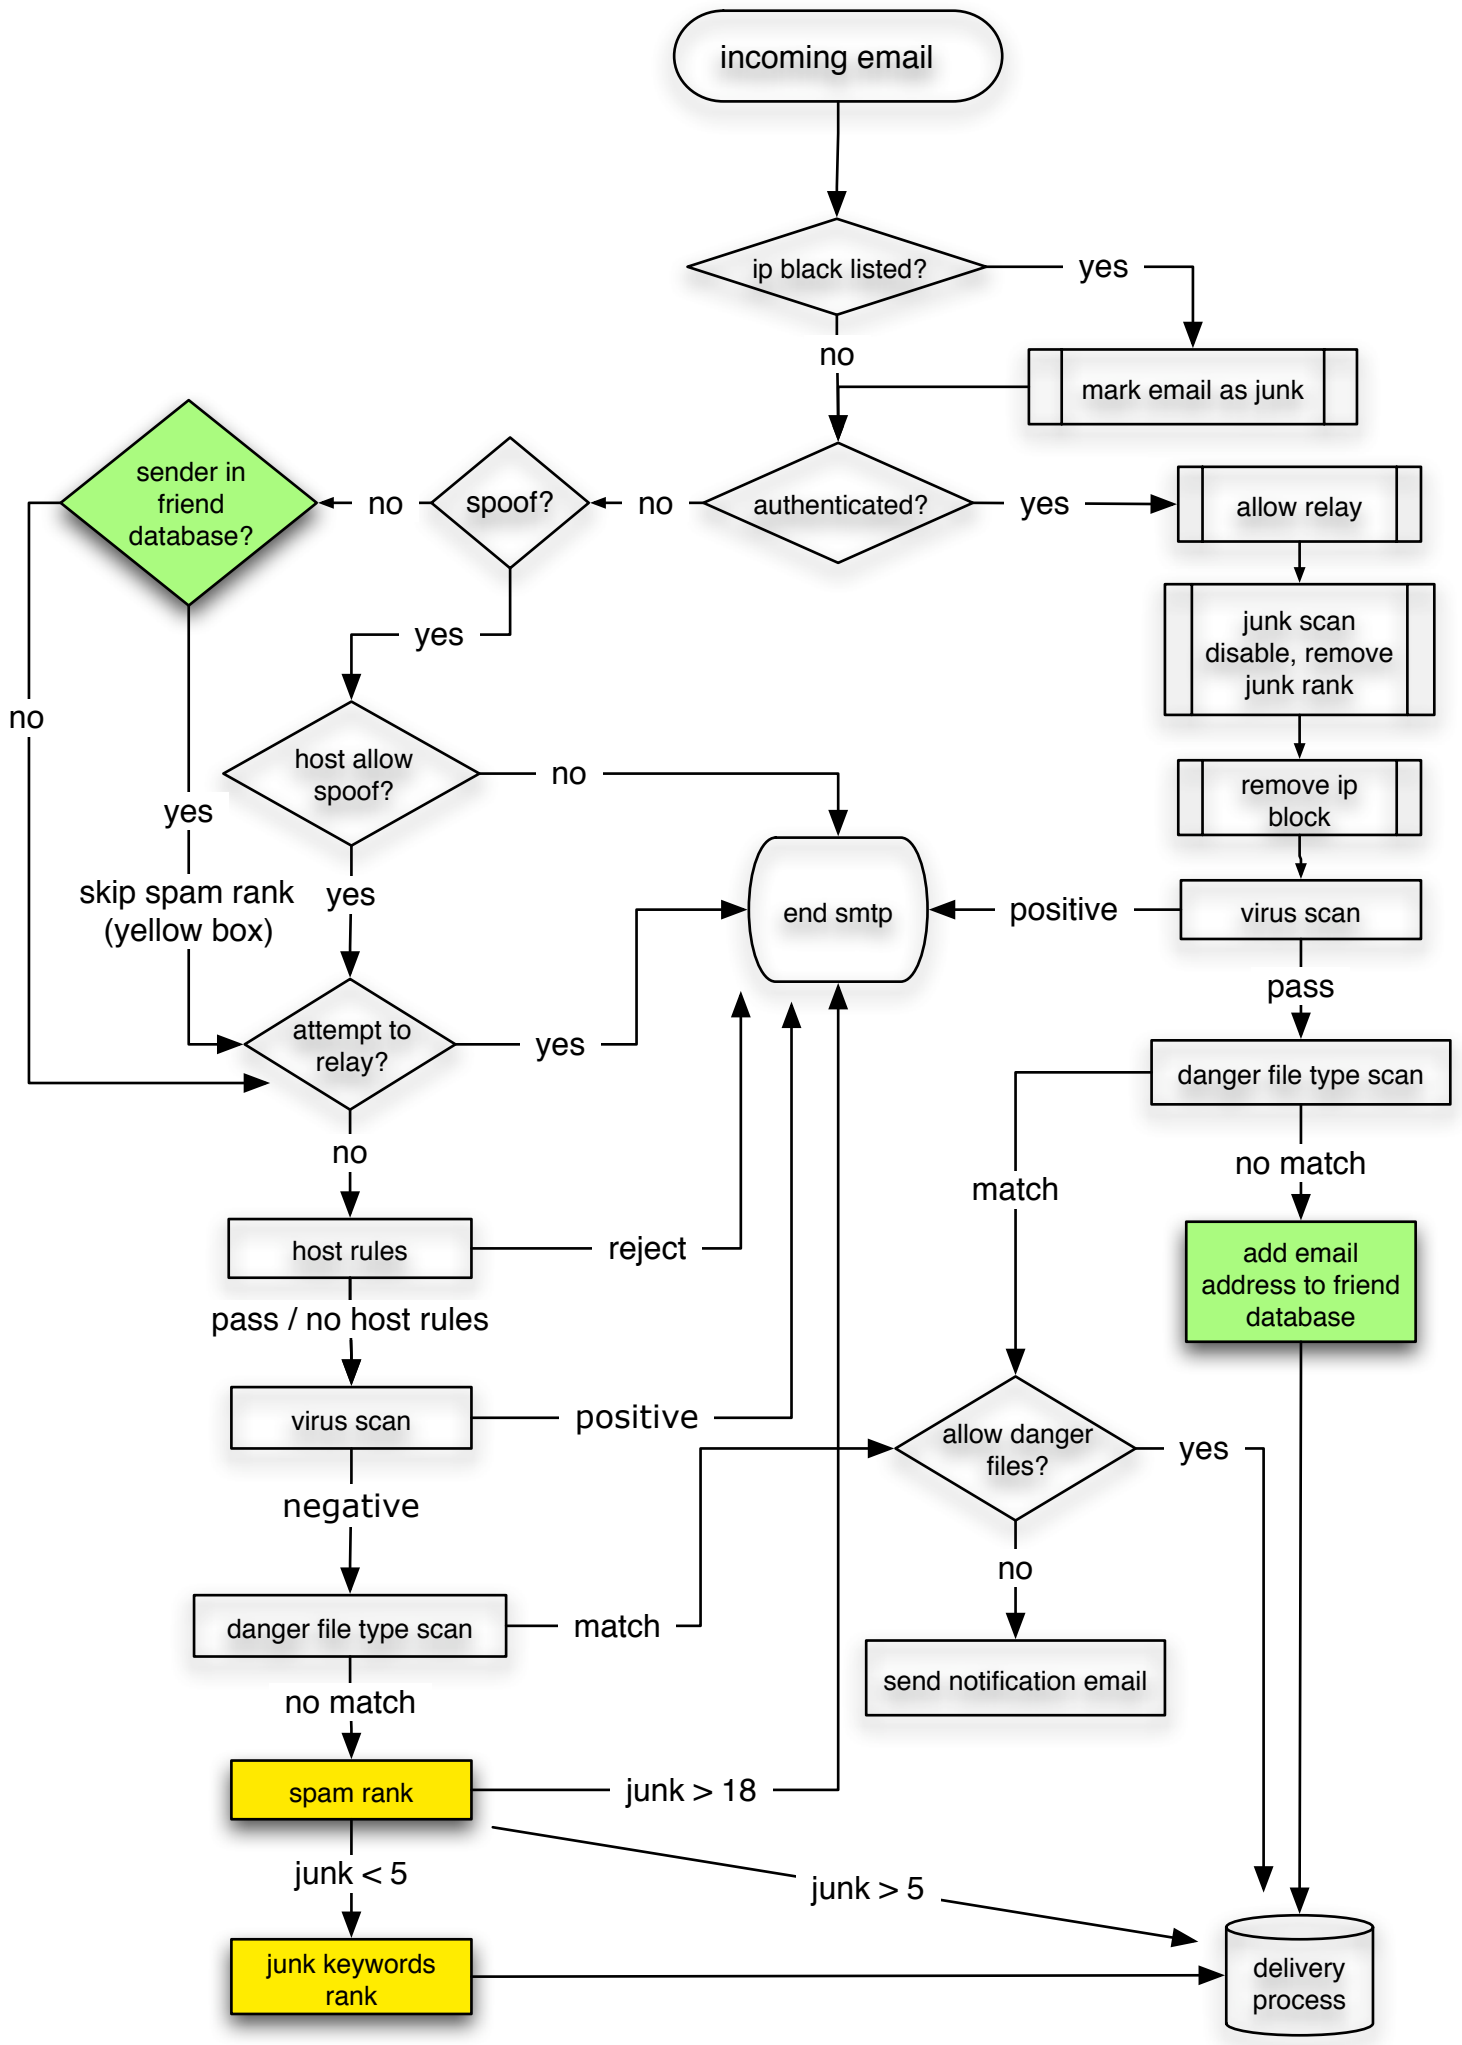 incoming email
ip black listed?
yes
no
mark email as junk
sender in
friend
database?
no
spoof?
no
authenticated?
yes
allow relay
yes
junk scan
disable, remove
junk rank
no
host allow
spoof?
no
remove ip
block
yes
skip spam rank
(yellow box)
yes
end smtp
positive
virus scan
pass
attempt to
relay?
yes
danger file type scan
no
match
no match
host rules
reject
add email
address to friend
database
pass / no host rules
virus scan
positive
allow danger
files?
yes
negative
no
danger file type scan
match
send notification email
no match
spam rank
junk > 18
junk < 5
junk > 5
junk keywords
rank
delivery
process